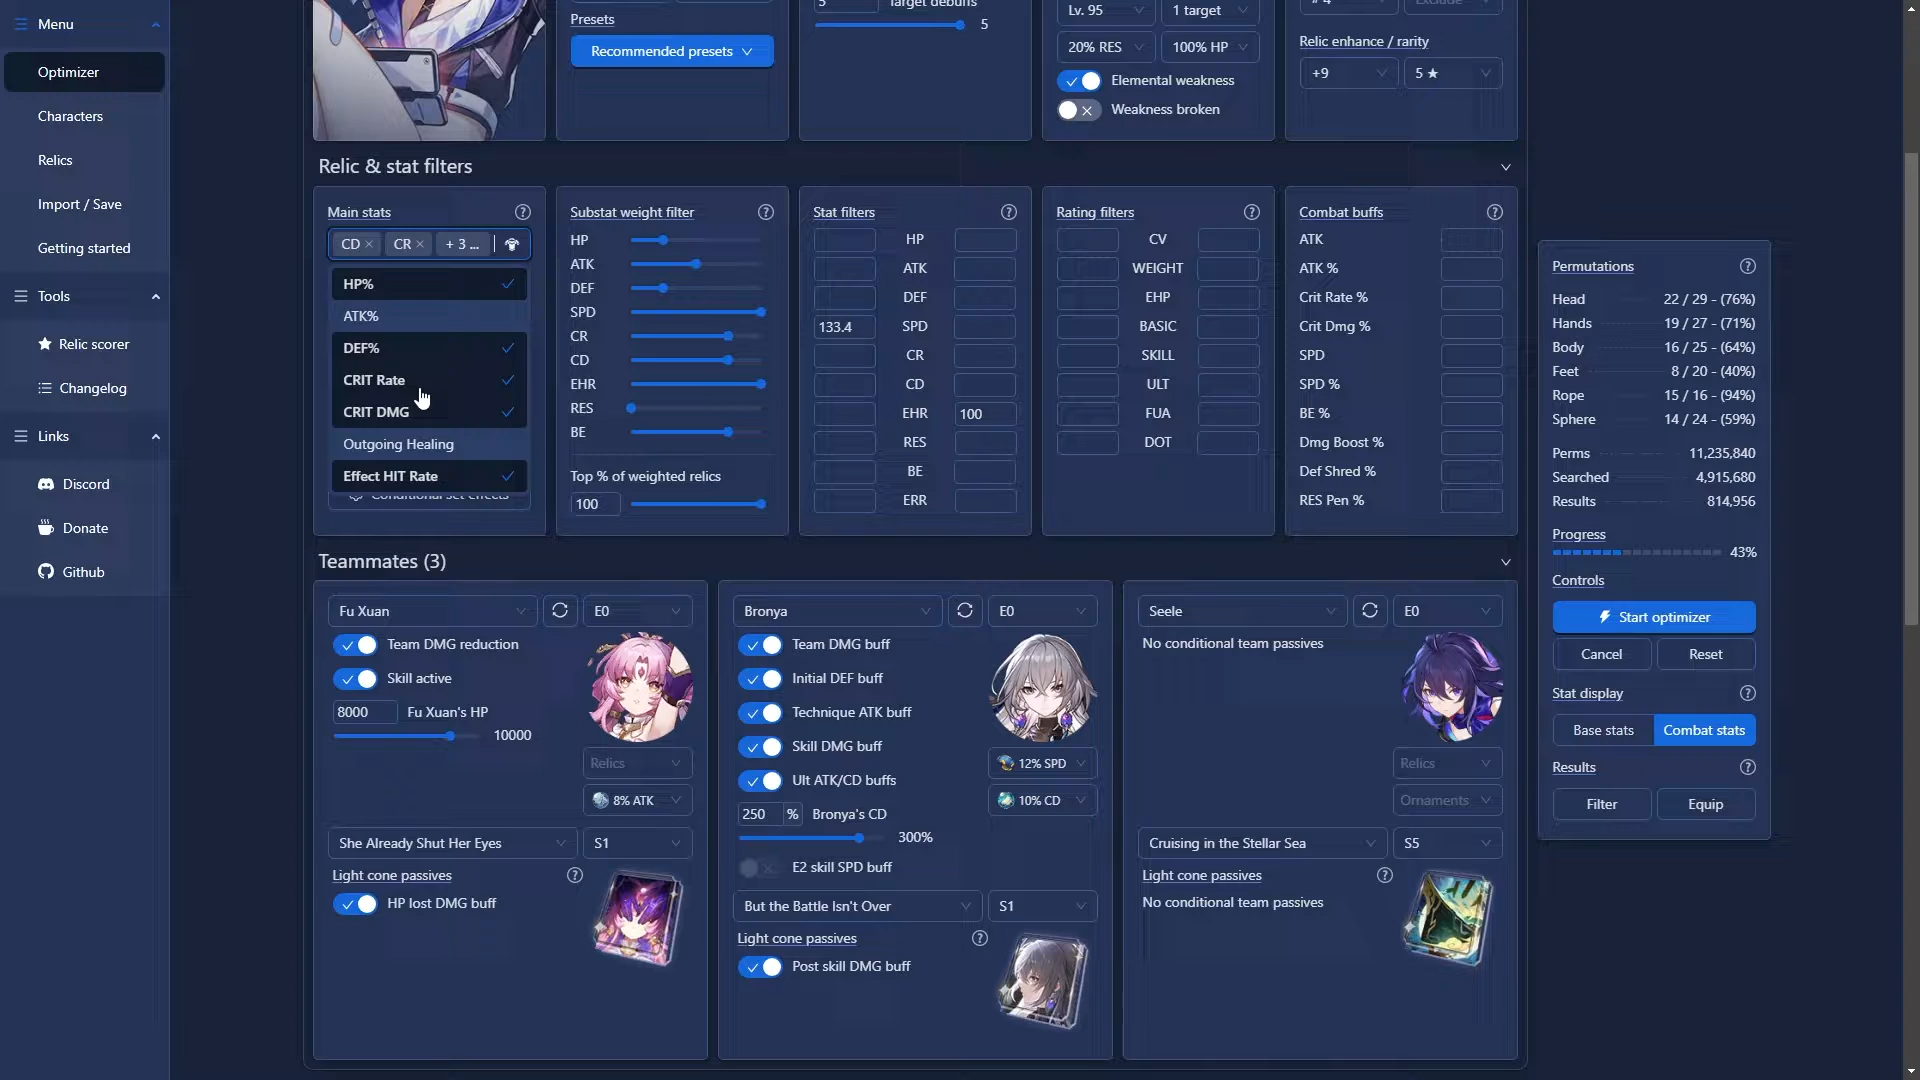 Menu
Optimizer
Characters
Relics
Import / Save
Getting started
Tools
Relic scorer
Changelog
Links
Discord
Donate
Github
Presets
Recommended presets
5
Target debuffs
5
Lv. 95
1 target
20% RES
100% HP
Elemental weakness
Weakness broken
# 4
Exclude
Relic enhance / rarity
+9
5 ★
Relic & stat filters
Main stats
CD
CR
+ 3 ...
HP%
ATK%
DEF%
CRIT Rate
CRIT DMG
Outgoing Healing
Effect HIT Rate
Conditional set effects
Substat weight filter
HP
ATK
DEF
SPD
CR
CD
EHR
RES
BE
Top % of weighted relics
100
Stat filters
HP
ATK
DEF
133.4 SPD
CR
CD
EHR 100
RES
BE
ERR
Rating filters
CV
WEIGHT
EHP
BASIC
SKILL
ULT
FUA
DOT
Combat buffs
ATK
ATK %
Crit Rate %
Crit Dmg %
SPD
SPD %
BE %
Dmg Boost %
Def Shred %
RES Pen %
Permutations
Head 22 / 29 - (76%)
Hands 19 / 27 - (71%)
Body 16 / 25 - (64%)
Feet 8 / 20 - (40%)
Rope 15 / 16 - (94%)
Sphere 14 / 24 - (59%)
Perms 11,235,840
Searched 4,915,680
Results 814,956
Progress
43%
Controls
Start optimizer
Cancel
Reset
Stat display
Base stats
Combat stats
Results
Filter
Equip
Teammates (3)
Fu Xuan
E0
Team DMG reduction
Skill active
8000 Fu Xuan's HP
10000
Relics
8% ATK
She Already Shut Her Eyes
S1
Light cone passives
HP lost DMG buff
Bronya
E0
Team DMG buff
Initial DEF buff
Technique ATK buff
Skill DMG buff
Ult ATK/CD buffs
12% SPD
10% CD
250 % Bronya's CD
300%
E2 skill SPD buff
But the Battle Isn't Over
S1
Light cone passives
Post skill DMG buff
Seele
E0
No conditional team passives
Relics
Ornaments
Cruising in the Stellar Sea
S5
Light cone passives
No conditional team passives